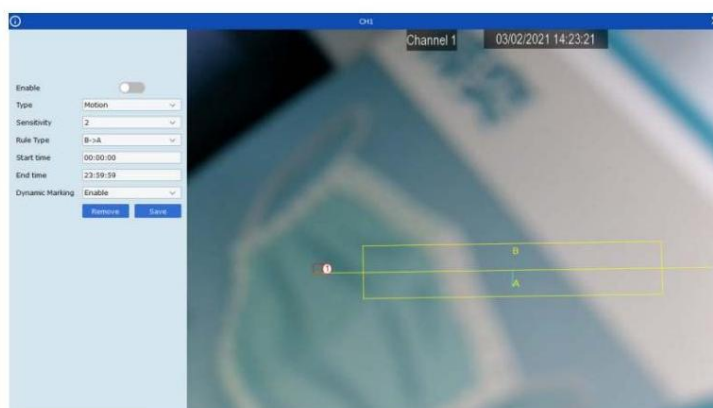 CH1
Channel 1
03/02/2021 14:23:21
Enable
Type Motion
Sensitivity 2
Rule Type B->A
Start time 00:00:00
End time 23:59:59
Dynamic Marking Enable
Remove Save
B
1
A